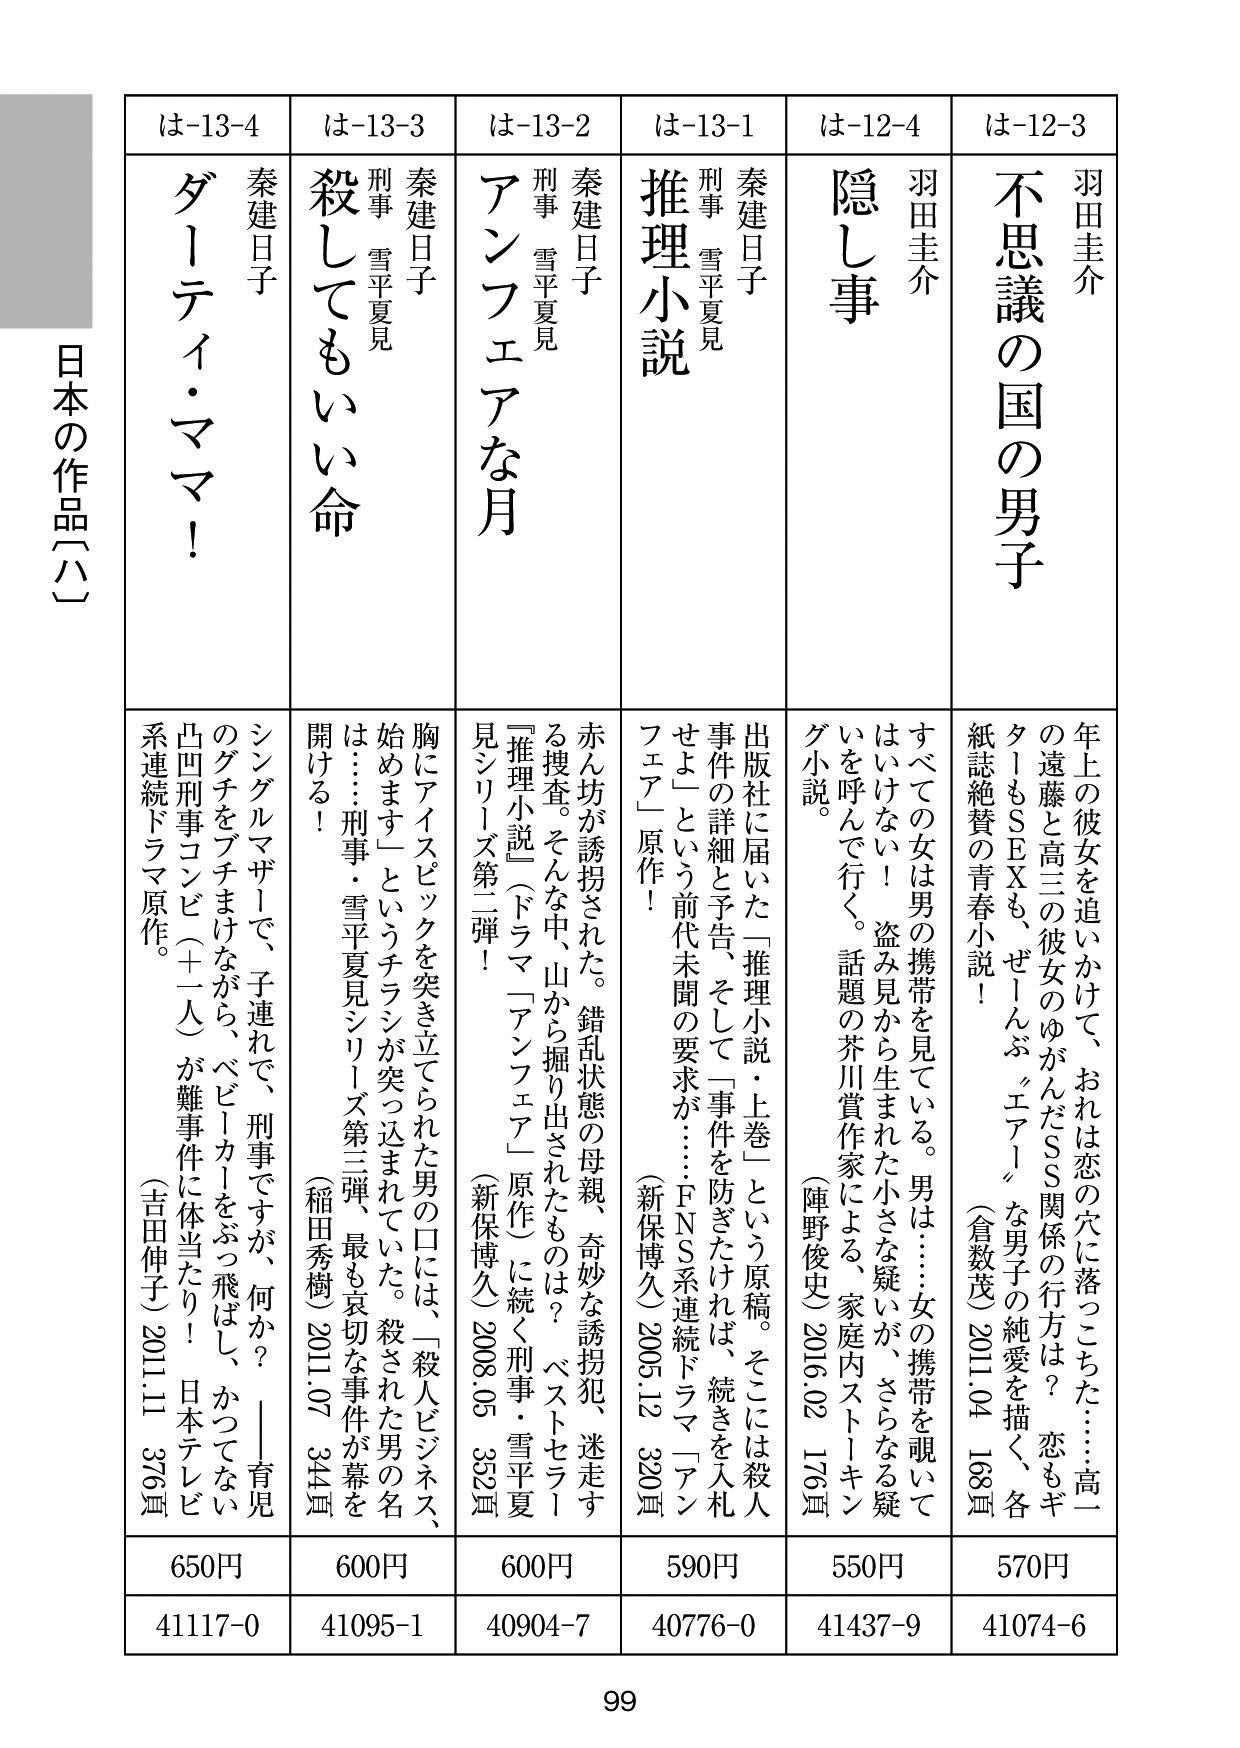 は-12-3
羽田圭介
不思議の国の男子
年上の彼女を追いかけて、おれは恋の穴に落っこちた……高一
の遠藤と高三の彼女のゆがんだSS関係の行方は？　恋もギ
ターもSEXも、ぜーんぶ〝エアー〟な男子の純愛を描く、各
紙誌絶賛の青春小説！　（倉数茂）2011.04　168頁
570円
41074-6
は-12-4
羽田圭介
隠し事
すべての女は男の携帯を見ている。男は……女の携帯を覗いて
はいけない！　盗み見から生まれた小さな疑いが、さらなる疑
いを呼んで行く。話題の芥川賞作家による、家庭内ストーキン
グ小説。　（陣野俊史）2016.02　176頁
550円
41437-9
は-13-1
秦建日子
刑事　雪平夏見
推理小説
出版社に届いた「推理小説・上巻」という原稿。そこには殺人
事件の詳細と予告、そして「事件を防ぎたければ、続きを入札
せよ」という前代未聞の要求が……FNS系連続ドラマ「アン
フェア」原作！　（新保博久）2005.12　320頁
590円
40776-0
は-13-2
秦建日子
刑事　雪平夏見
アンフェアな月
赤ん坊が誘拐された。錯乱状態の母親、奇妙な誘拐犯、迷走す
る捜査。そんな中、山から掘り出されたものは？　ベストセラー
『推理小説』（ドラマ「アンフェア」原作）に続く刑事・雪平夏
見シリーズ第二弾！　（新保博久）2008.05　352頁
600円
40904-7
は-13-3
秦建日子
刑事　雪平夏見
殺してもいい命
胸にアイスピックを突き立てられた男の口には、「殺人ビジネス、
始めます」というチラシが突っ込まれていた。殺された男の名
は……刑事・雪平夏見シリーズ第三弾、最も哀切な事件が幕を
開ける！　（稲田秀樹）2011.07　344頁
600円
41095-1
は-13-4
秦建日子
ダーティ・ママ！
シングルマザーで、子連れで、刑事ですが、何か？　――育児
のグチをブチまけながら、ベビーカーをぶっ飛ばし、かつてない
凸凹刑事コンビ（＋一人）が難事件に体当たり！　日本テレビ
系連続ドラマ原作。　（吉田伸子）2011.11　376頁
650円
41117-0
日本の作品〔ハ〕
99